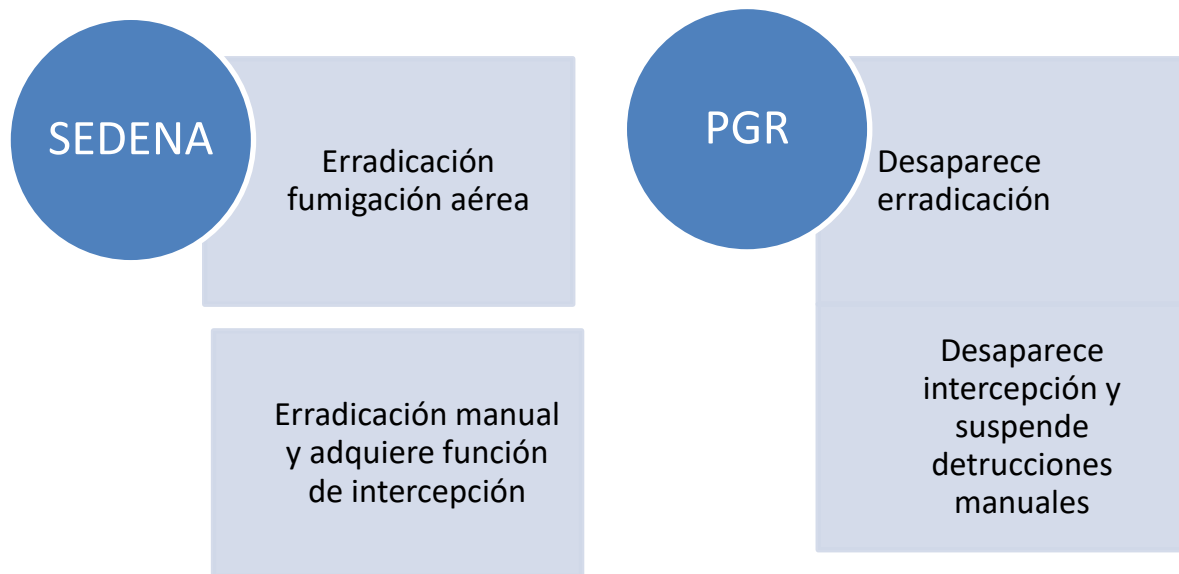 SEDENA
Erradicación
fumigación aérea
Erradicación manual
y adquiere función
de intercepción
PGR
Desaparece
erradicación
Desaparece
intercepción y
suspende
detrucciones
manuales